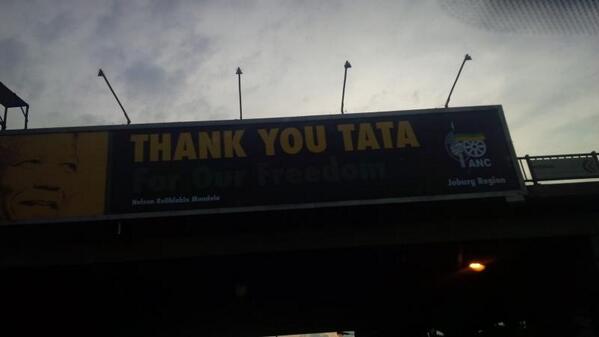 THANK YOU TATA
For Our Freedom
Nelson Rolihlahla Mandela
ANC
Joburg Region